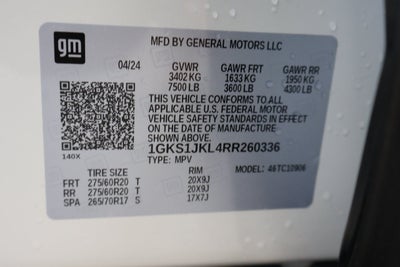 gm
MFD BY GENERAL MOTORS LLC
04/24 GVWR GAWR FRT GAWR RR
3402 KG 1633 KG 1950 KG
7500 LB 3600 LB 4300 LB
THIS VEHICLE CONFORMS TO ALL
APPLICABLE U.S. FEDERAL MOTOR
VEHICLE SAFETY STANDARDS IN EFFECT
ON THE DATE OF MANUFACTURE
SHOWN ABOVE.
1GKS1JKL4RR260336
140X TYPE: MPV 46TC10906
TIRE SIZE RIM
FRT 275/60R20 T 20X9J
RR 275/60R20 T 20X9J
SPA 265/70R17 S 17X7J